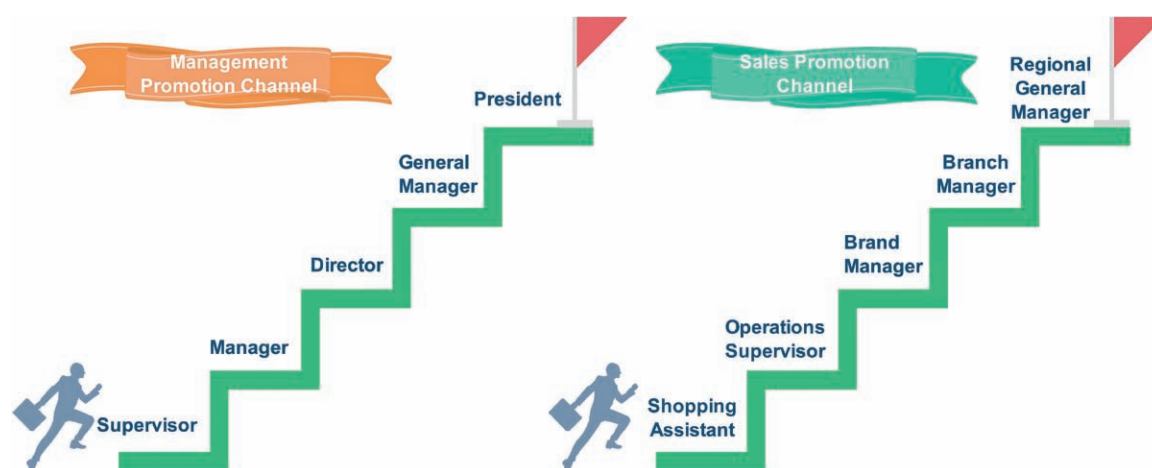 Management
Promotion Channel
President
General
Manager
Director
Manager
Supervisor
Sales Promotion
Channel
Regional
General
Manager
Branch
Manager
Brand
Manager
Operations
Supervisor
Shopping
Assistant